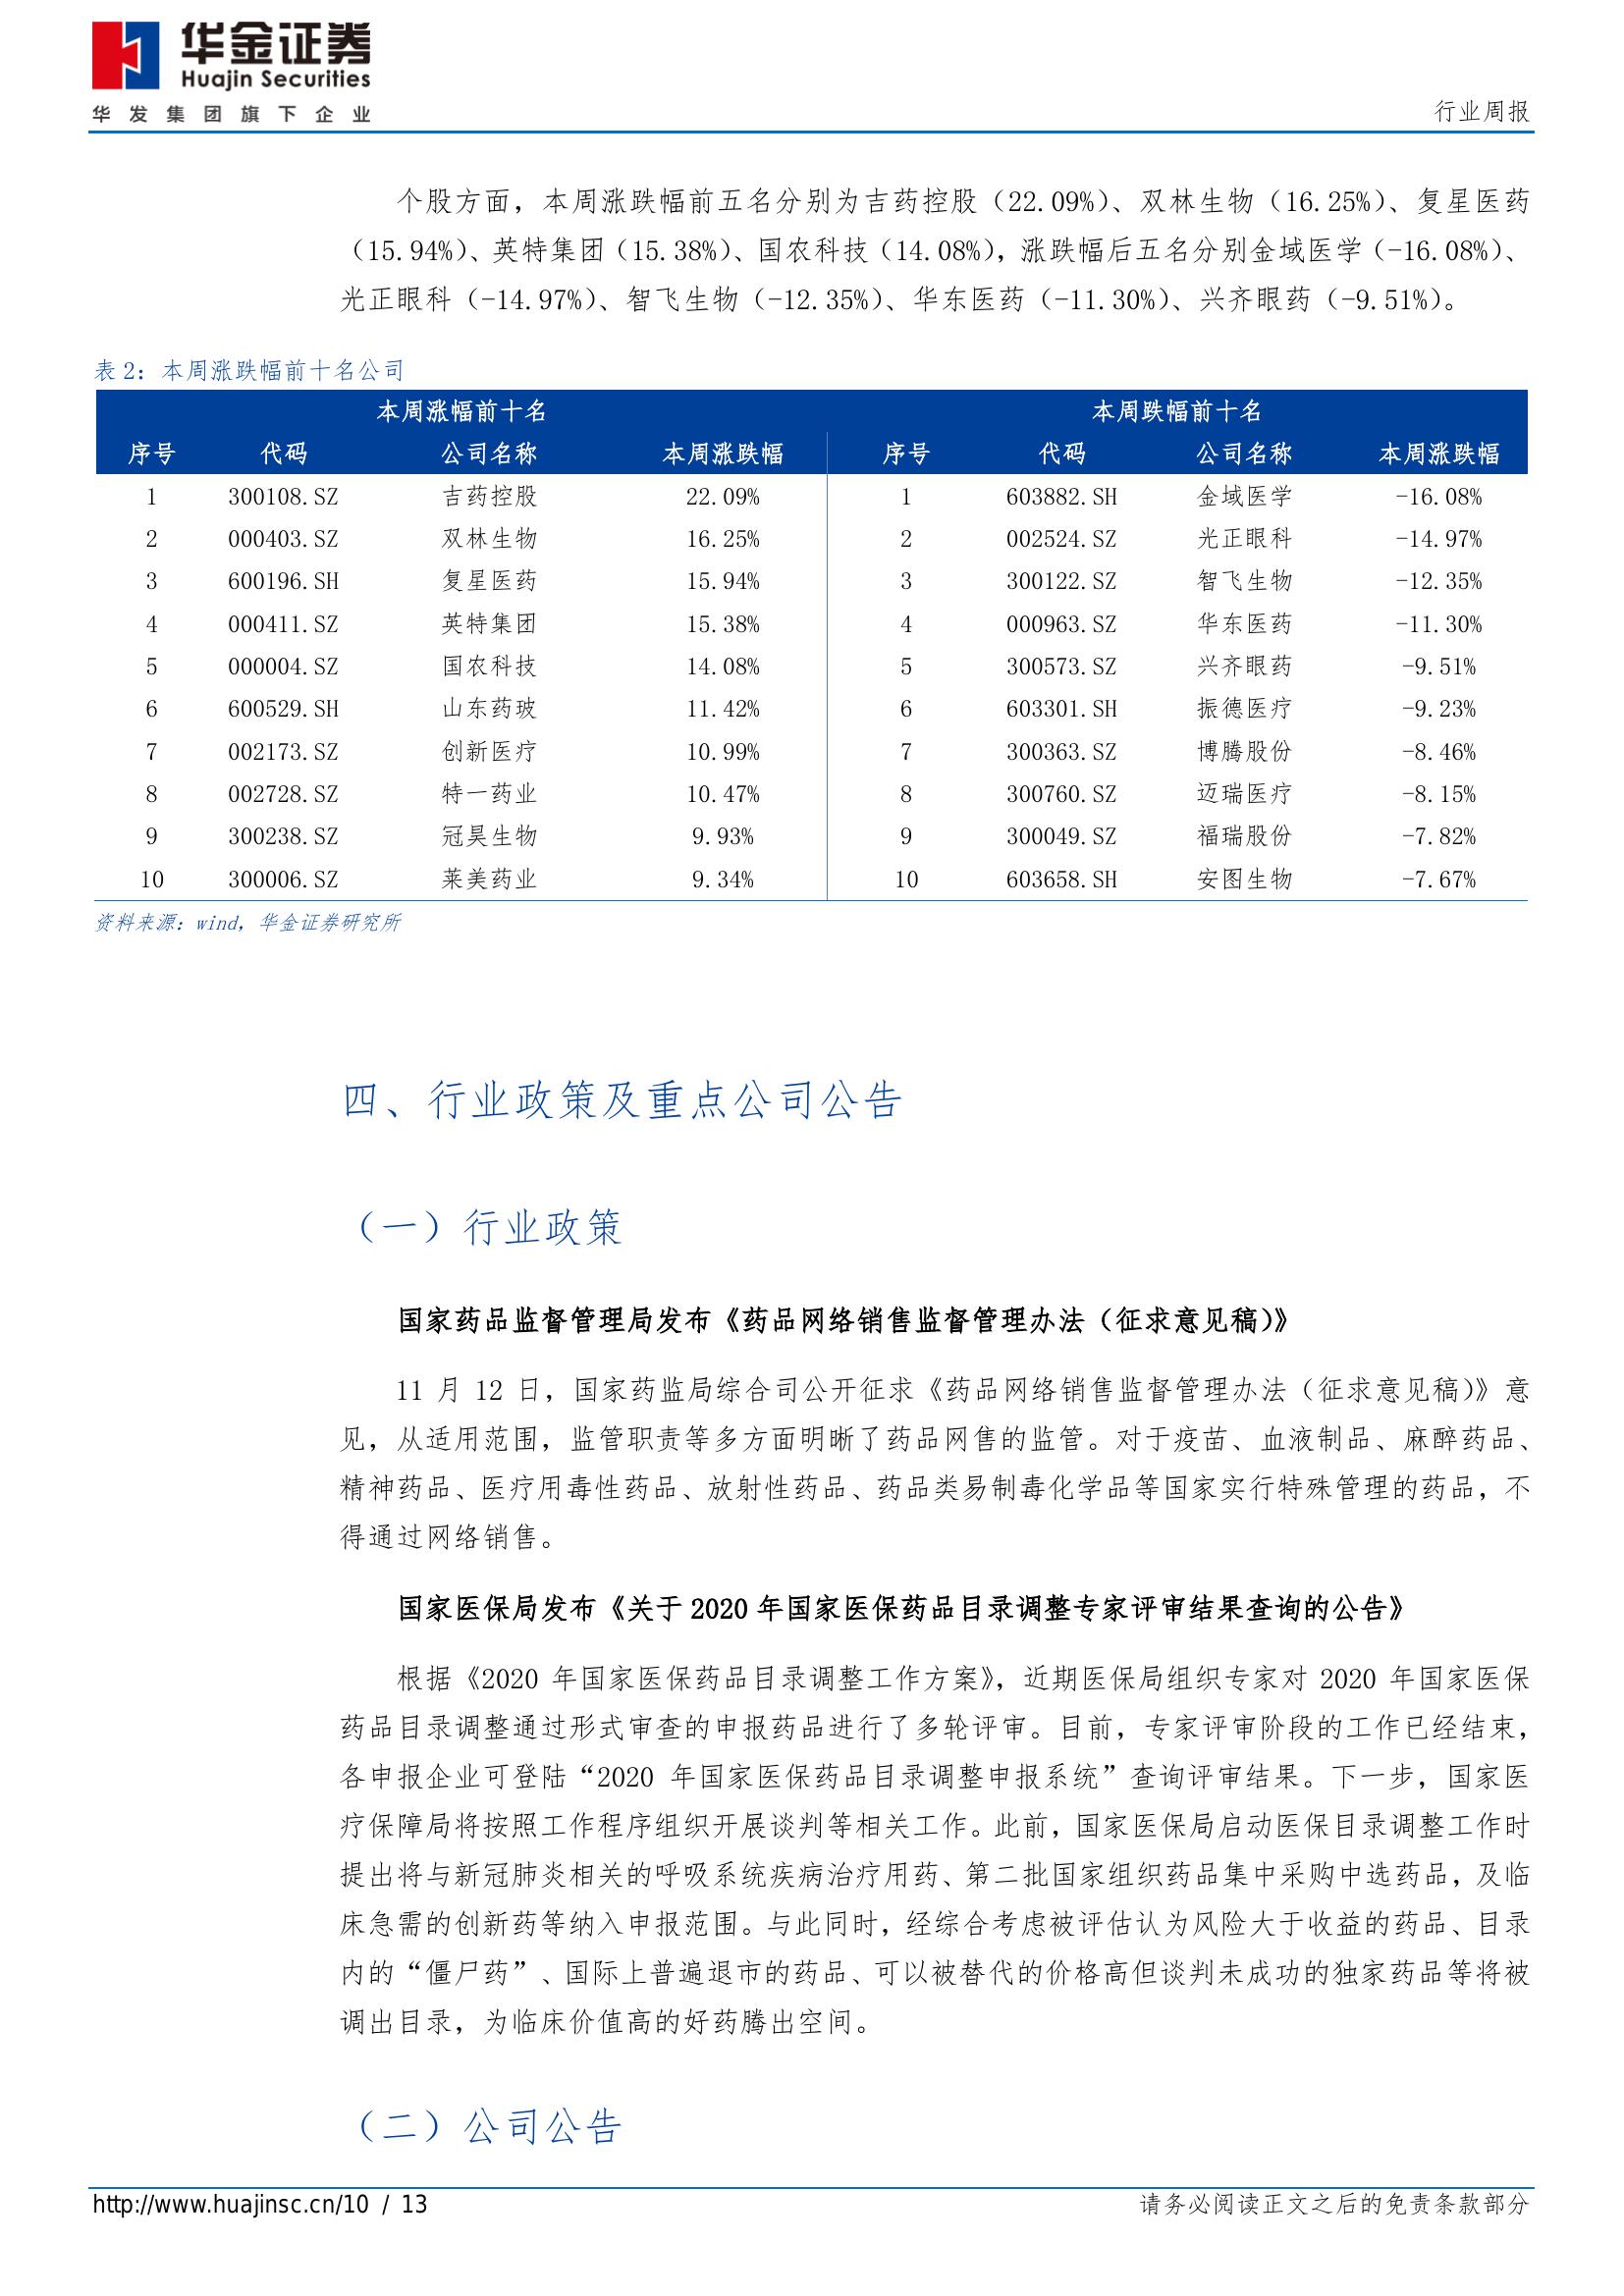 华金证券
Huajin Securities
华发集团旗下企业
行业周报
个股方面，本周涨跌幅前五名分别为吉药控股（22.09%）、双林生物（16.25%）、复星医药
（15.94%）、英特集团（15.38%）、国农科技（14.08%），涨跌幅后五名分别金域医学（-16.08%）、
光正眼科（-14.97%）、智飞生物（-12.35%）、华东医药（-11.30%）、兴齐眼药（-9.51%）。
表 2：本周涨跌幅前十名公司
本周涨幅前十名 本周跌幅前十名
序号 代码 公司名称 本周涨跌幅 序号 代码 公司名称 本周涨跌幅
1 300108.SZ 吉药控股 22.09% 1 603882.SH 金域医学 -16.08%
2 000403.SZ 双林生物 16.25% 2 002524.SZ 光正眼科 -14.97%
3 600196.SH 复星医药 15.94% 3 300122.SZ 智飞生物 -12.35%
4 000411.SZ 英特集团 15.38% 4 000963.SZ 华东医药 -11.30%
5 000004.SZ 国农科技 14.08% 5 300573.SZ 兴齐眼药 -9.51%
6 600529.SH 山东药玻 11.42% 6 603301.SH 振德医疗 -9.23%
7 002173.SZ 创新医疗 10.99% 7 300363.SZ 博腾股份 -8.46%
8 002728.SZ 特一药业 10.47% 8 300760.SZ 迈瑞医疗 -8.15%
9 300238.SZ 冠昊生物 9.93% 9 300049.SZ 福瑞股份 -7.82%
10 300006.SZ 莱美药业 9.34% 10 603658.SH 安图生物 -7.67%
资料来源：wind，华金证券研究所
四、行业政策及重点公司公告
（一）行业政策
国家药品监督管理局发布《药品网络销售监督管理办法（征求意见稿）》
11 月 12 日，国家药监局综合司公开征求《药品网络销售监督管理办法（征求意见稿）》意
见，从适用范围，监管职责等多方面明晰了药品网售的监管。对于疫苗、血液制品、麻醉药品、
精神药品、医疗用毒性药品、放射性药品、药品类易制毒化学品等国家实行特殊管理的药品，不
得通过网络销售。
国家医保局发布《关于 2020 年国家医保药品目录调整专家评审结果查询的公告》
根据《2020 年国家医保药品目录调整工作方案》，近期医保局组织专家对 2020 年国家医保
药品目录调整通过形式审查的申报药品进行了多轮评审。目前，专家评审阶段的工作已经结束，
各申报企业可登陆“2020 年国家医保药品目录调整申报系统”查询评审结果。下一步，国家医
疗保障局将按照工作程序组织开展谈判等相关工作。此前，国家医保局启动医保目录调整工作时
提出将与新冠肺炎相关的呼吸系统疾病治疗用药、第二批国家组织药品集中采购中选药品，及临
床急需的创新药等纳入申报范围。与此同时，经综合考虑被评估认为风险大于收益的药品、目录
内的“僵尸药”、国际上普遍退市的药品、可以被替代的价格高但谈判未成功的独家药品等将被
调出目录，为临床价值高的好药腾出空间。
（二）公司公告
http://www.huajinsc.cn/10 / 13
请务必阅读正文之后的免责条款部分